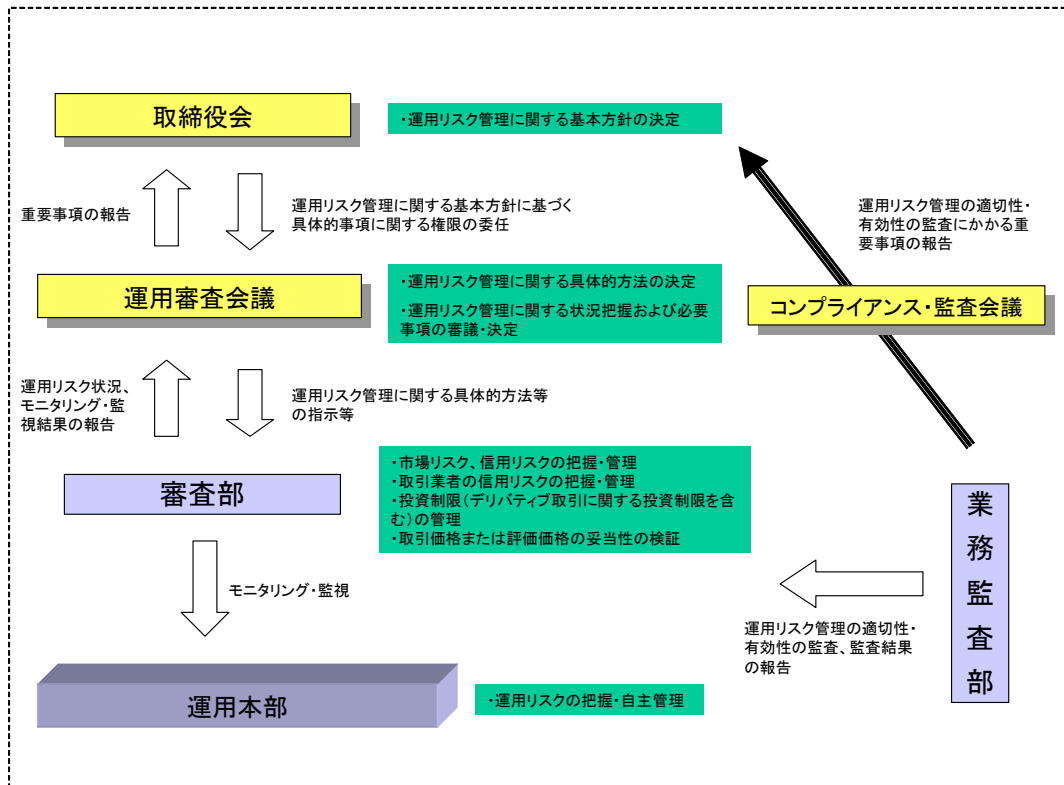 取締役会
・運用リスク管理に関する基本方針の決定
重要事項の報告
運用リスク管理に関する基本方針に基づく
具体的事項に関する権限の委任
運用リスク管理の適切性・
有効性の監査にかかる重
要事項の報告
運用審査会議
・運用リスク管理に関する具体的方法の決定
・運用リスク管理に関する状況把握および必要
事項の審議・決定
コンプライアンス・監査会議
運用リスク状況、
モニタリング・監
視結果の報告
運用リスク管理に関する具体的方法等
の指示等
審査部
・市場リスク、信用リスクの把握・管理
・取引業者の信用リスクの把握・管理
・投資制限（デリバティブ取引に関する投資制限を含
む）の管理
・取引価格または評価価格の妥当性の検証
業務監査部
モニタリング・監視
運用リスク管理の適切性・
有効性の監査、監査結果
の報告
運用本部
・運用リスクの把握・自主管理